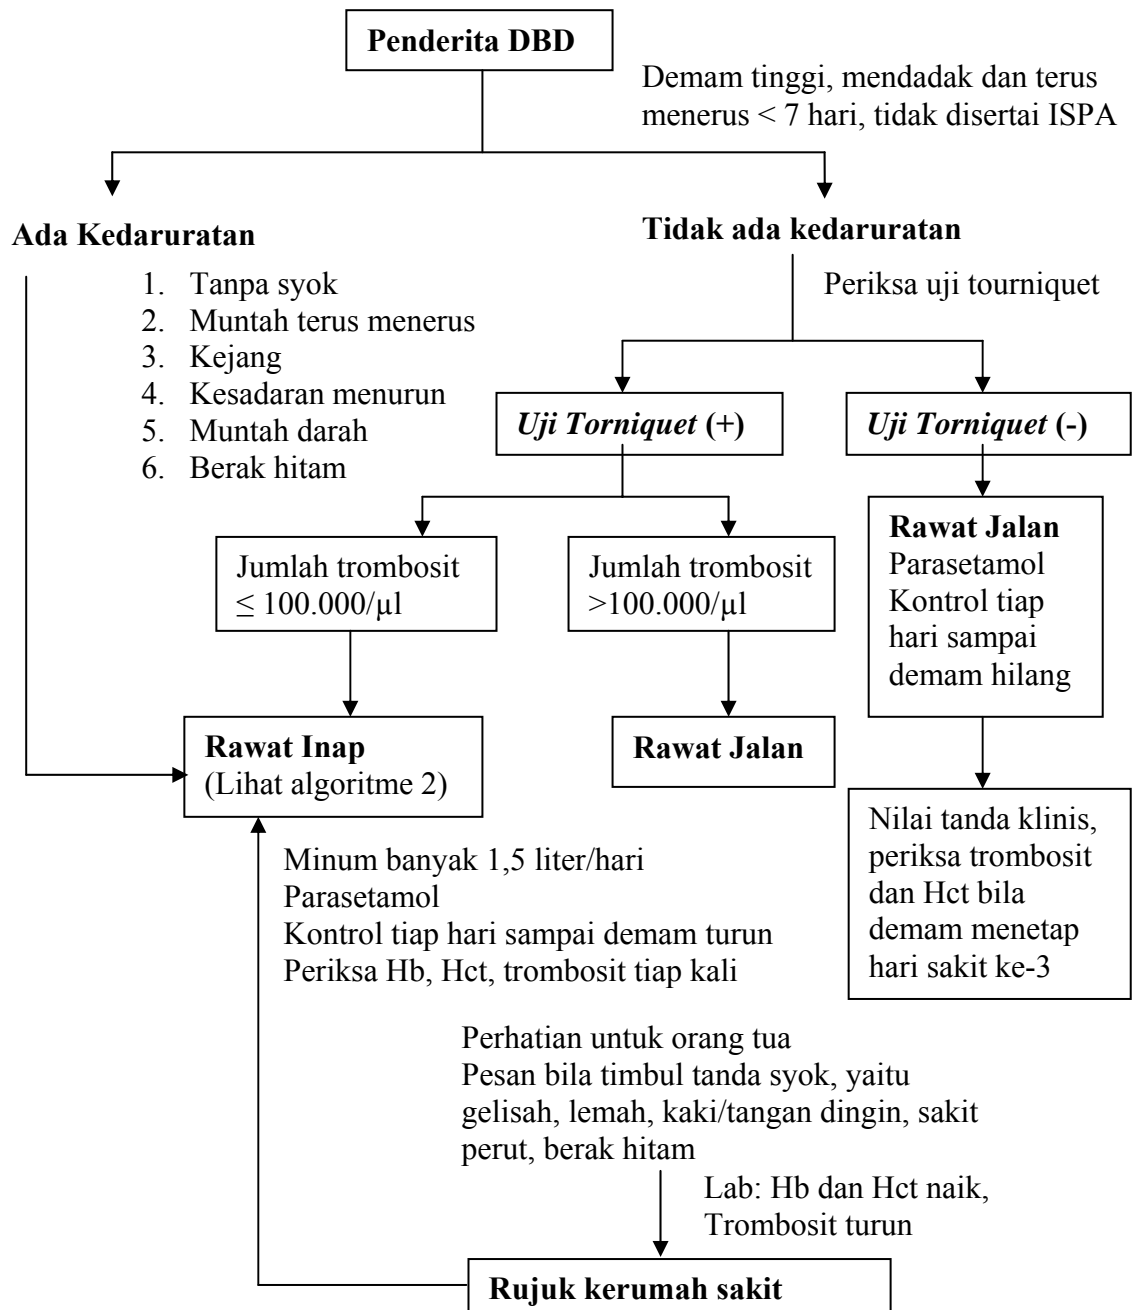 Penderita DBD
Demam tinggi, mendadak dan terus
menerus < 7 hari, tidak disertai ISPA
Ada Kedaruratan
1. Tanpa syok
2. Muntah terus menerus
3. Kejang
4. Kesadaran menurun
5. Muntah darah
6. Berak hitam
Tidak ada kedaruratan
Periksa uji tourniquet
Uji Torniquet (+)
Uji Torniquet (-)
Jumlah trombosit
≤ 100.000/µl
Jumlah trombosit
>100.000/µl
Rawat Jalan
Parasetamol
Kontrol tiap
hari sampai
demam hilang
Rawat Inap
(Lihat algoritme 2)
Rawat Jalan
Nilai tanda klinis,
periksa trombosit
dan Hct bila
demam menetap
hari sakit ke-3
Minum banyak 1,5 liter/hari
Parasetamol
Kontrol tiap hari sampai demam turun
Periksa Hb, Hct, trombosit tiap kali
Perhatian untuk orang tua
Pesan bila timbul tanda syok, yaitu
gelisah, lemah, kaki/tangan dingin, sakit
perut, berak hitam
Lab: Hb dan Hct naik,
Trombosit turun
Rujuk kerumah sakit